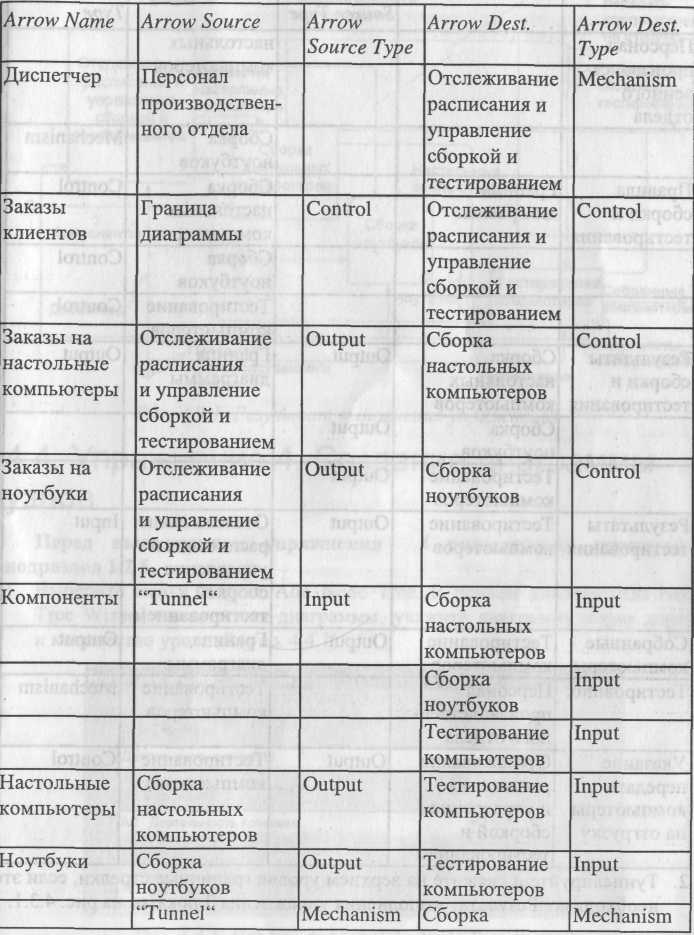 Arrow Name Arrow Source Arrow Source Type Arrow Dest. Arrow Dest. Type
Диспетчер Персонал производствен-ного отдела Отслеживание расписания и управление сборкой и тестированием Mechanism
Заказы клиентов Граница диаграммы Control Отслеживание расписания и управление сборкой и тестированием Control
Заказы на настольные компьютеры Отслеживание расписания и управление сборкой и тестированием Output Сборка настольных компьютеров Control
Заказы на ноутбуки Отслеживание расписания и управление сборкой и тестированием Output Сборка ноутбуков Control
Компоненты “Tunnel“ Input Сборка настольных компьютеров Input
Сборка ноутбуков Input
Тестирование компьютеров Input
Настольные компьютеры Сборка настольных компьютеров Output Тестирование компьютеров Input
Ноутбуки Сборка ноутбуков Output Тестирование компьютеров Input
“Tunnel“ Mechanism Сборка Mechanism